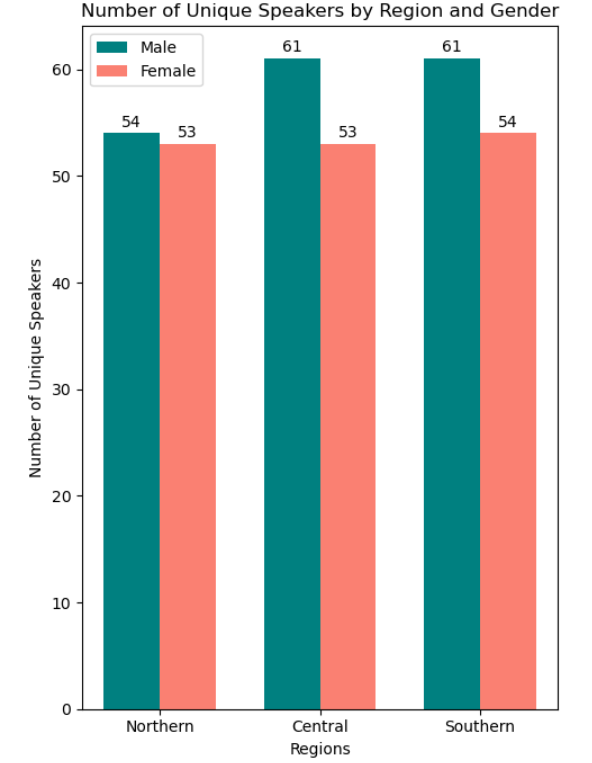 Number of Unique Speakers by Region and Gender
Male
Female
61
61
54
53
53
54
60
50
40
30
20
10
0
Number of Unique Speakers
Northern
Central
Southern
Regions